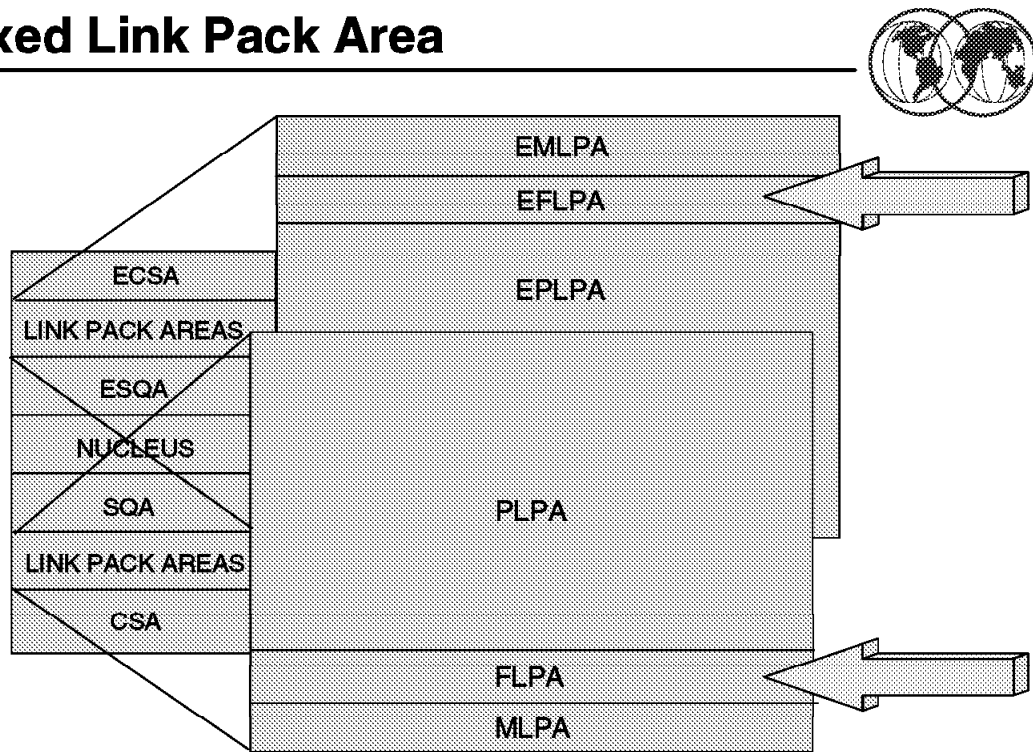 xed Link Pack Area
EMLPA
EFLPA
EPLPA
ECSA
LINK PACK AREAS
ESQA
NUCLEUS
SQA
LINK PACK AREAS
CSA
PLPA
FLPA
MLPA